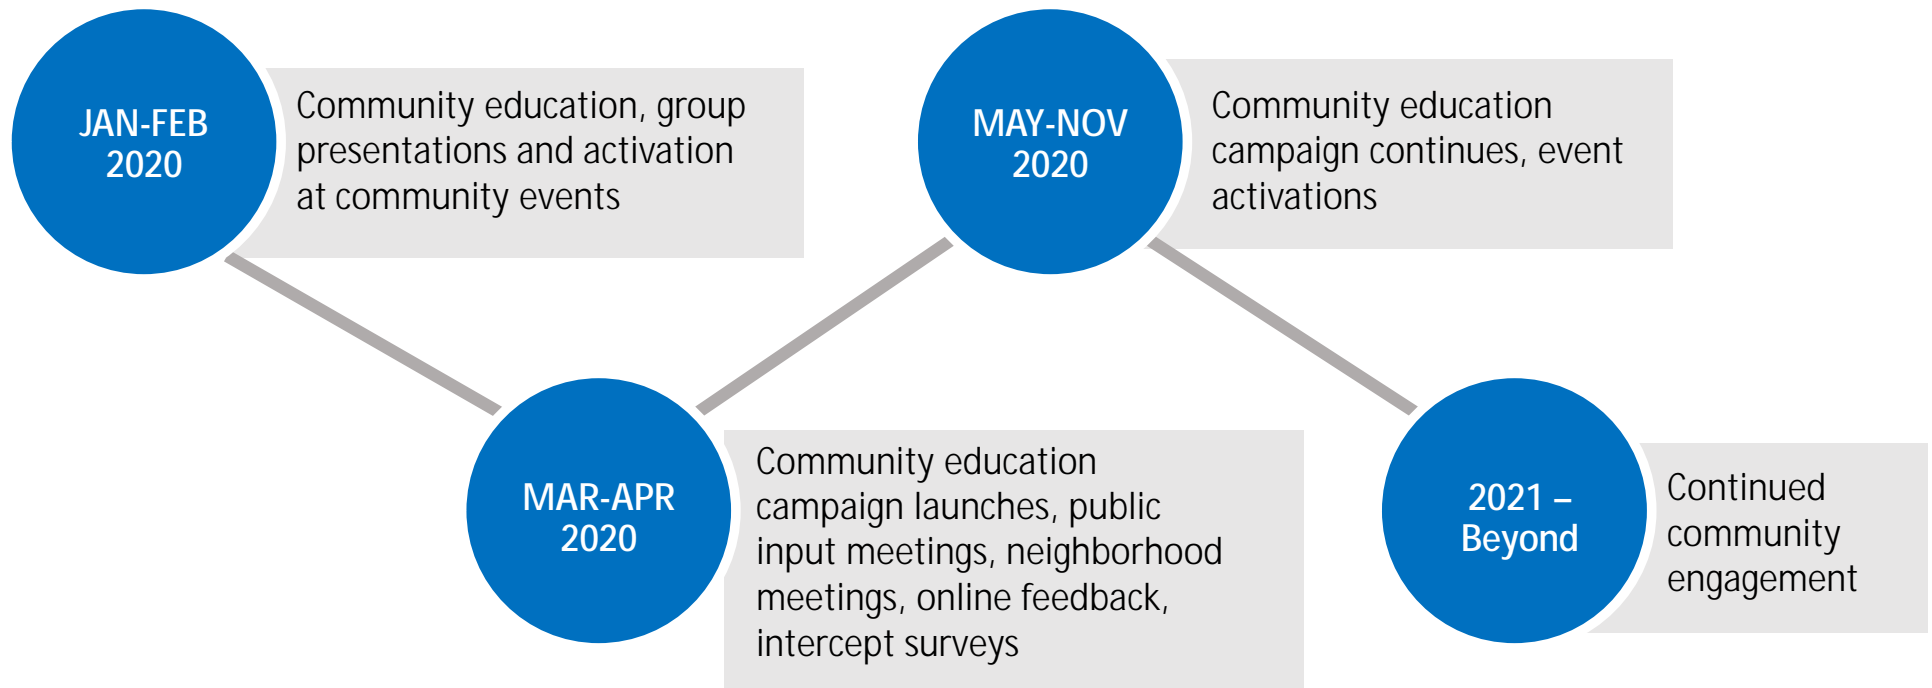 JAN-FEB
2020
Community education, group
presentations and activation
at community events
MAR-APR
2020
Community education
campaign launches, public
input meetings, neighborhood
meetings, online feedback,
intercept surveys
MAY-NOV
2020
Community education
campaign continues, event
activations
2021 –
Beyond
Continued
community
engagement